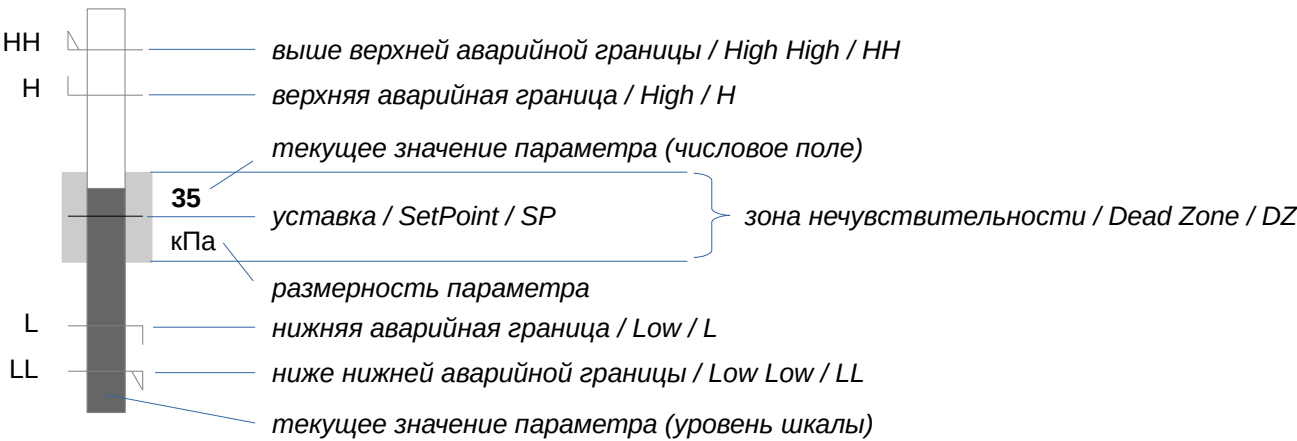 HH выше верхней аварийной границы / High High / HH
H верхняя аварийная граница / High / H
текущее значение параметра (числовое поле)
35
уставка / SetPoint / SP
зона нечувствительности / Dead Zone / DZ
кПа
размерность параметра
L нижняя аварийная граница / Low / L
LL ниже нижней аварийной границы / Low Low / LL
текущее значение параметра (уровень шкалы)